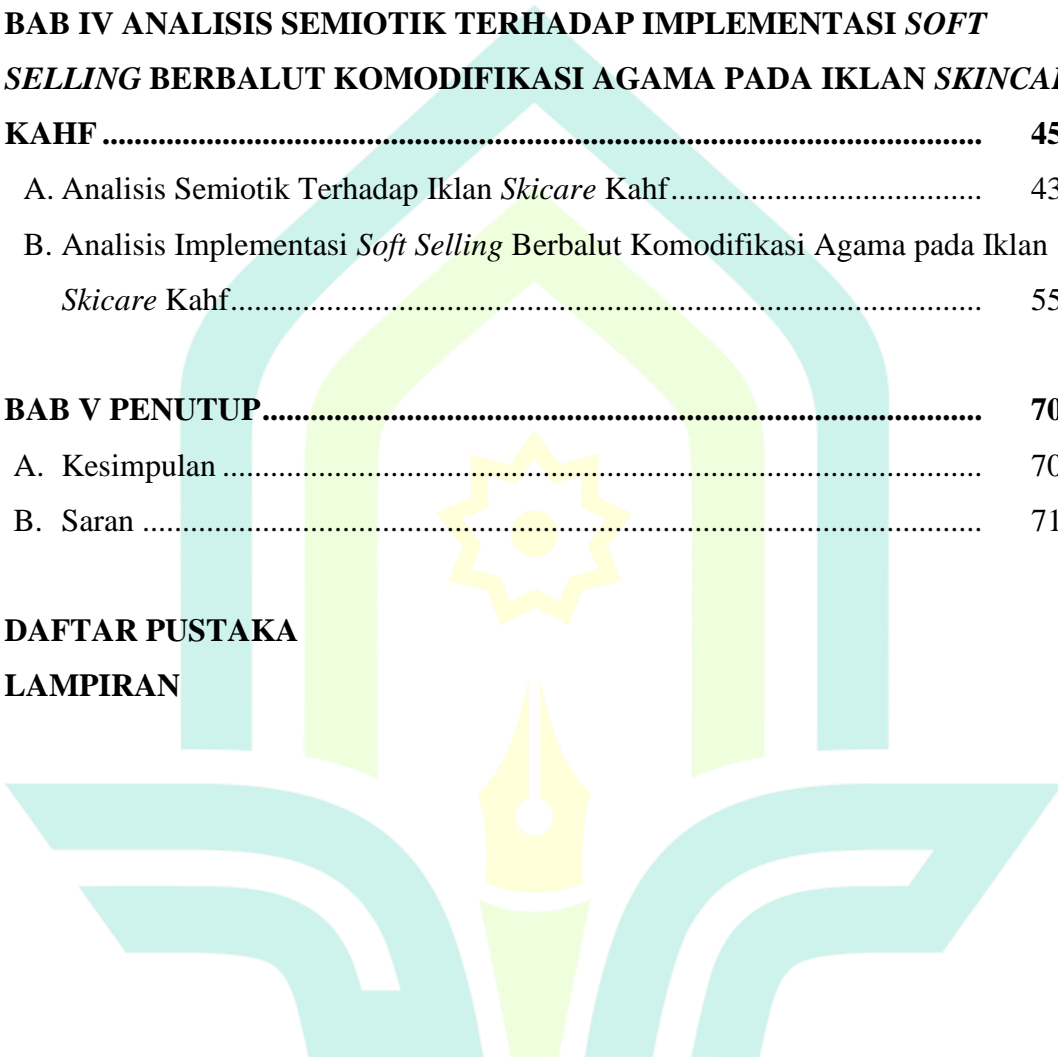 BAB IV ANALISIS SEMIOTIK TERHADAP IMPLEMENTASI SOFT
SELLING BERBALUT KOMODIFIKASI AGAMA PADA IKLAN SKINCA
KAHF ........................................................................................ 45
A. Analisis Semiotik Terhadap Iklan Skicare Kahf................................. 43
B. Analisis Implementasi Soft Selling Berbalut Komodifikasi Agama pada Iklan
Skicare Kahf........................................................................... 55
BAB V PENUTUP........................................................................ 70
A. Kesimpulan ............................................................................ 70
B. Saran .................................................................................... 71
DAFTAR PUSTAKA
LAMPIRAN